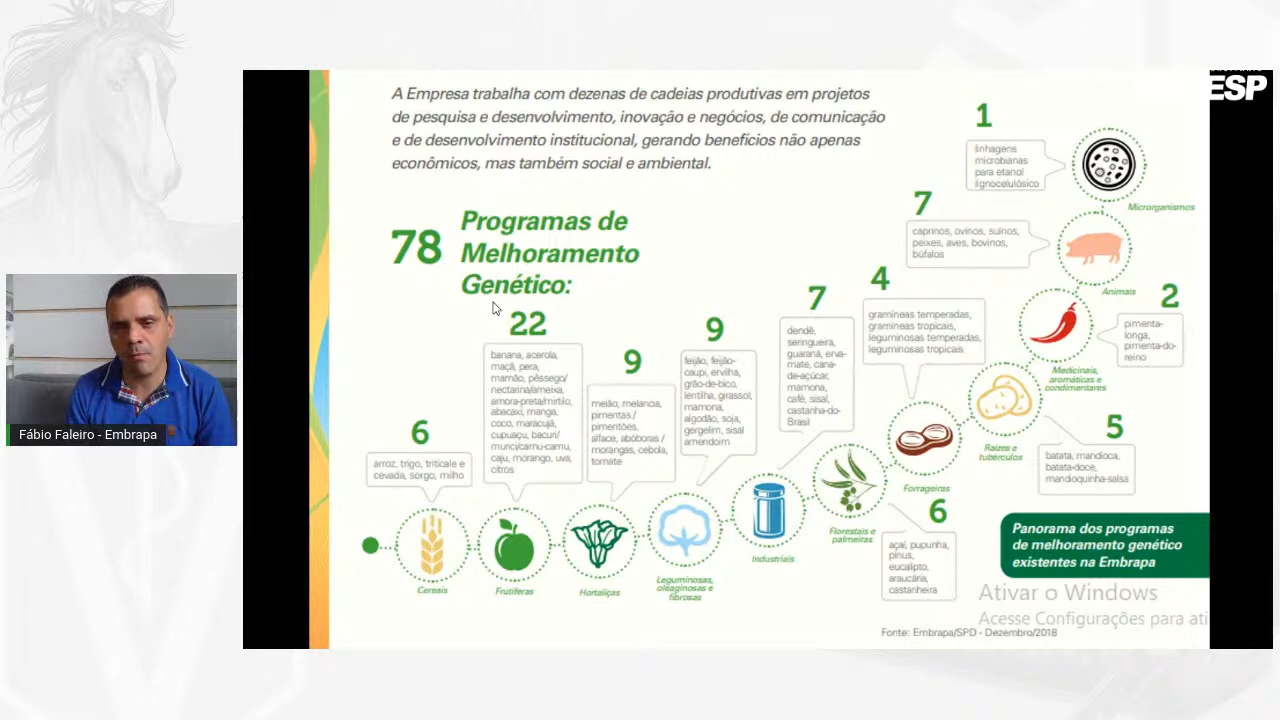 A Empresa trabalha com dezenas de cadeias produtivas em projetos
de pesquisa e desenvolvimento, inovação e negócios, de comunicação
e de desenvolvimento institucional, gerando benefícios não apenas
econômicos, mas também social e ambiental.
ESP
78
Programas de
Melhoramento
Genético:
1
linhagens
microbianas
para etanol
lignocelulósico
Microrganismos
7
caprinos, ovinos, suínos,
peixes, aves, bovinos,
búfalos
Animais
2
pimenta-
longa,
pimenta-do-
reino
Medicinais,
aromáticas e
condimentares
5
batata, mandioca,
batata-doce,
mandioquinha-salsa
Raízes e
tubérculos
4
gramíneas temperadas,
gramíneas tropicais,
leguminosas temperadas,
leguminosas tropicais
Forrageiras
6
açaí, pupunha,
pinus,
eucalipto,
araucária,
castanheira
Florestais e
palmeiras
7
dendê,
seringueira,
guaraná, erva-
mate, cana-
de-açúcar,
mamona,
café, sisal,
castanha-do-
Brasil
Industriais
9
feijão, feijão-
caupi, ervilha,
grão-de-bico,
lentilha, girassol,
mamona,
algodão, soja,
gergelim, sisal
amendoim
Leguminosas,
oleaginosas e
fibrosas
9
melão, melancia,
pimentas /
pimentões,
alface, abóboras /
morangas, cebola,
tomate
Hortaliças
22
banana, acerola,
maçã, pera,
mamão, pêssego/
nectarina/ameixa,
amora-preta/mirtilo,
abacaxi, manga,
coco, maracujá,
cupuaçu, bacuri/
murici/camu-camu,
caju, morango, uva,
citros
Frutíferas
6
arroz, trigo, triticale e
cevada, sorgo, milho
Cereais
Panorama dos programas
de melhoramento genético
existentes na Embrapa
Ativar o Windows
Acesse Configurações para ati
Fonte: Embrapa/SPD - Dezembro/2018
Fábio Faleiro - Embrapa